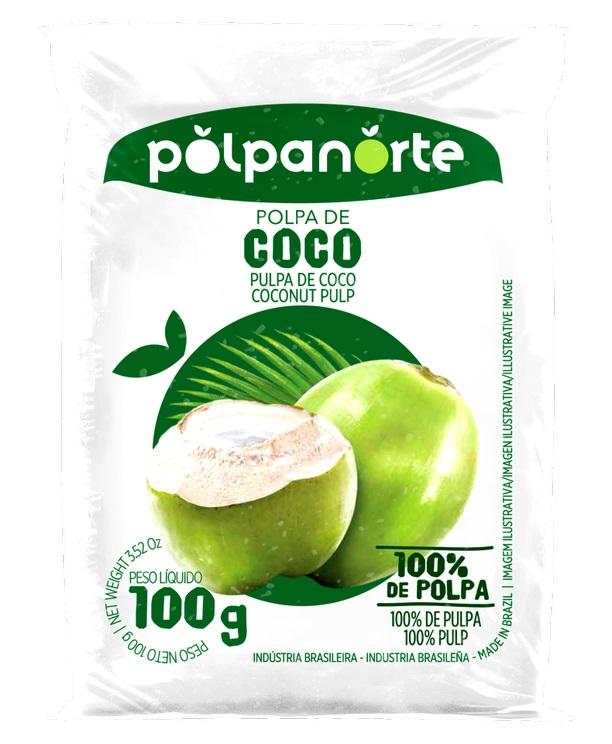 polpanorte
POLPA DE
COCO
PULPA DE COCO
COCONUT PULP
100%
DE POLPA
100% DE PULPA
100% PULP
PESO LÍQUIDO
100g
PESO NETO 100g | NET WEIGHT 3.52 Oz
INDÚSTRIA BRASILEIRA - INDUSTRIA BRASILEÑA - MADE IN BRAZIL | IMAGEM ILUSTRATIVA/IMAGEN ILUSTRATIVA/ILLUSTRATIVE IMAGE